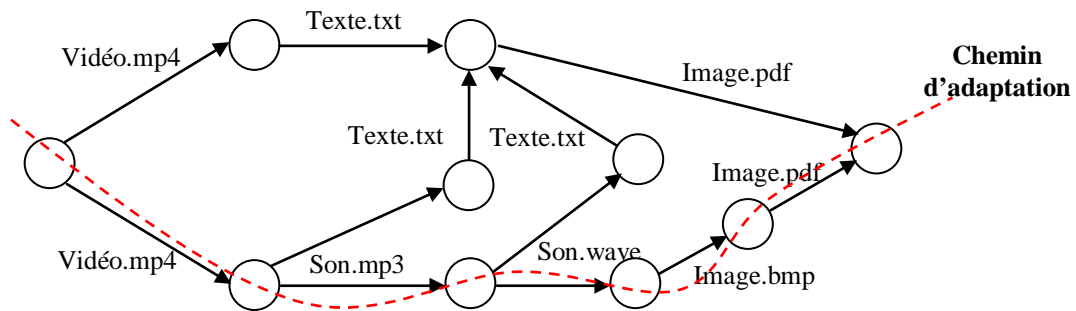 Texte.txt
Vidéo.mp4
Image.pdf
Chemin
d'adaptation
Texte.txt
Texte.txt
Image.pdf
Vidéo.mp4
Son.mp3
Son.wave
Image.bmp